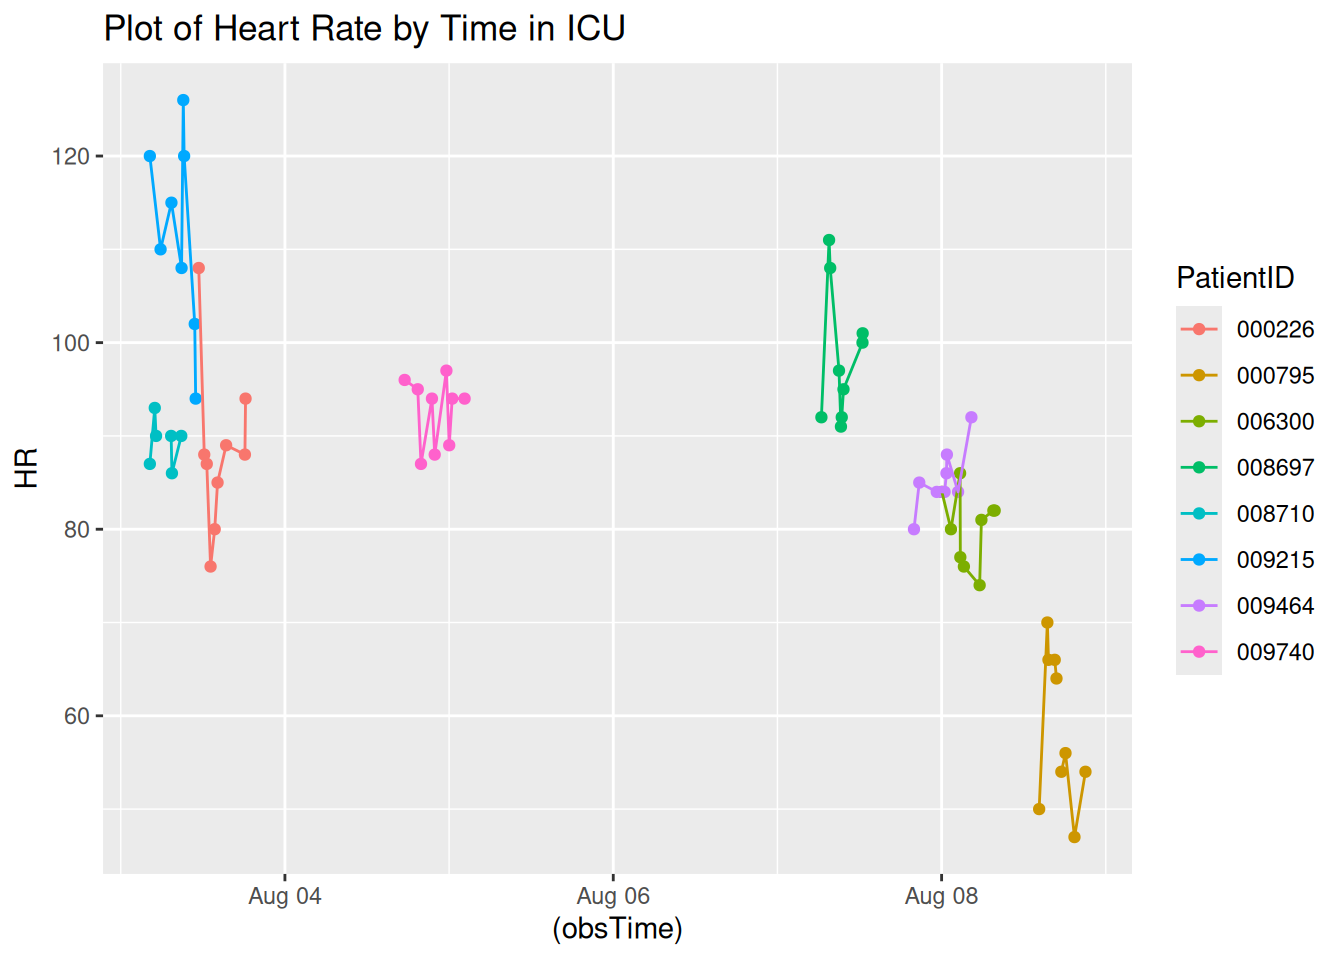 Plot of Heart Rate by Time in ICU
HR
120
100
80
60
Aug 04
Aug 06
Aug 08
(obsTime)
PatientID
000226
000795
006300
008697
008710
009215
009464
009740